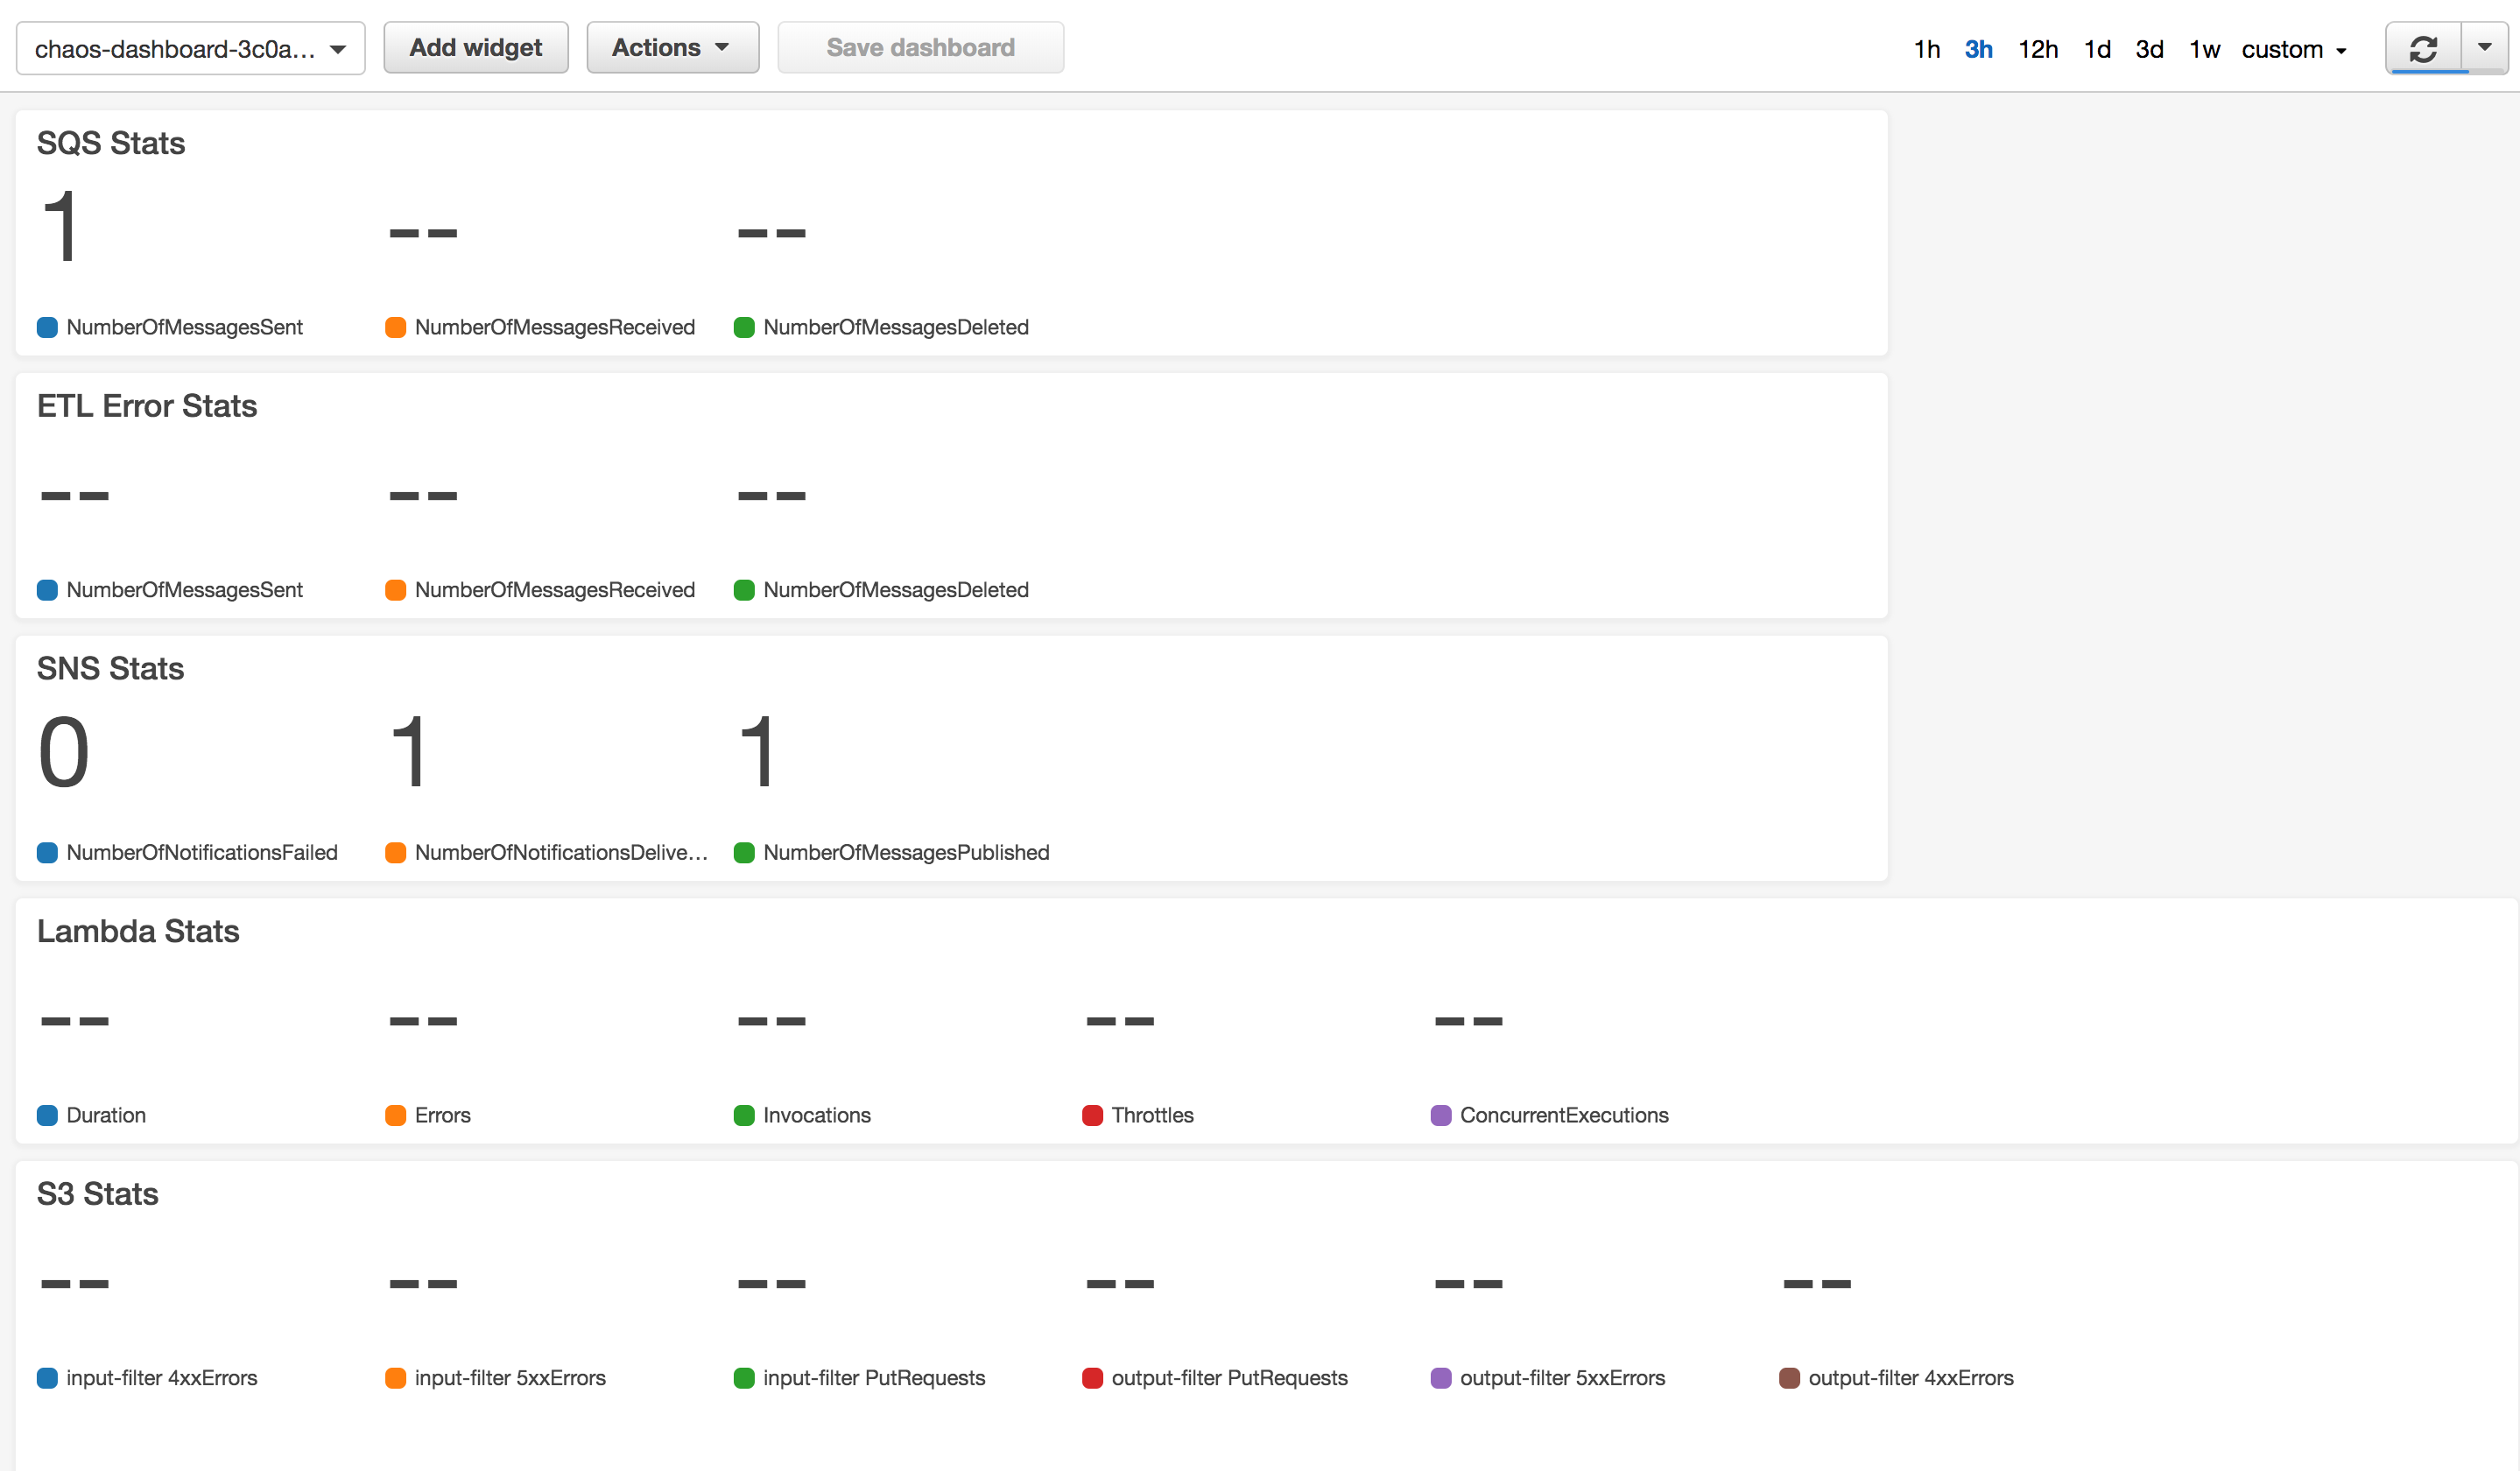 chaos-dashboard-3c0a... Add widget Actions Save dashboard 1h 3h 12h 1d 3d 1w custom
SQS Stats
1 -- --
NumberOfMessagesSent NumberOfMessagesReceived NumberOfMessagesDeleted
ETL Error Stats
-- -- --
NumberOfMessagesSent NumberOfMessagesReceived NumberOfMessagesDeleted
SNS Stats
0 1 1
NumberOfNotificationsFailed NumberOfNotificationsDelive... NumberOfMessagesPublished
Lambda Stats
-- -- -- -- --
Duration Errors Invocations Throttles ConcurrentExecutions
S3 Stats
-- -- -- -- -- --
input-filter 4xxErrors input-filter 5xxErrors input-filter PutRequests output-filter PutRequests output-filter 5xxErrors output-filter 4xxErrors